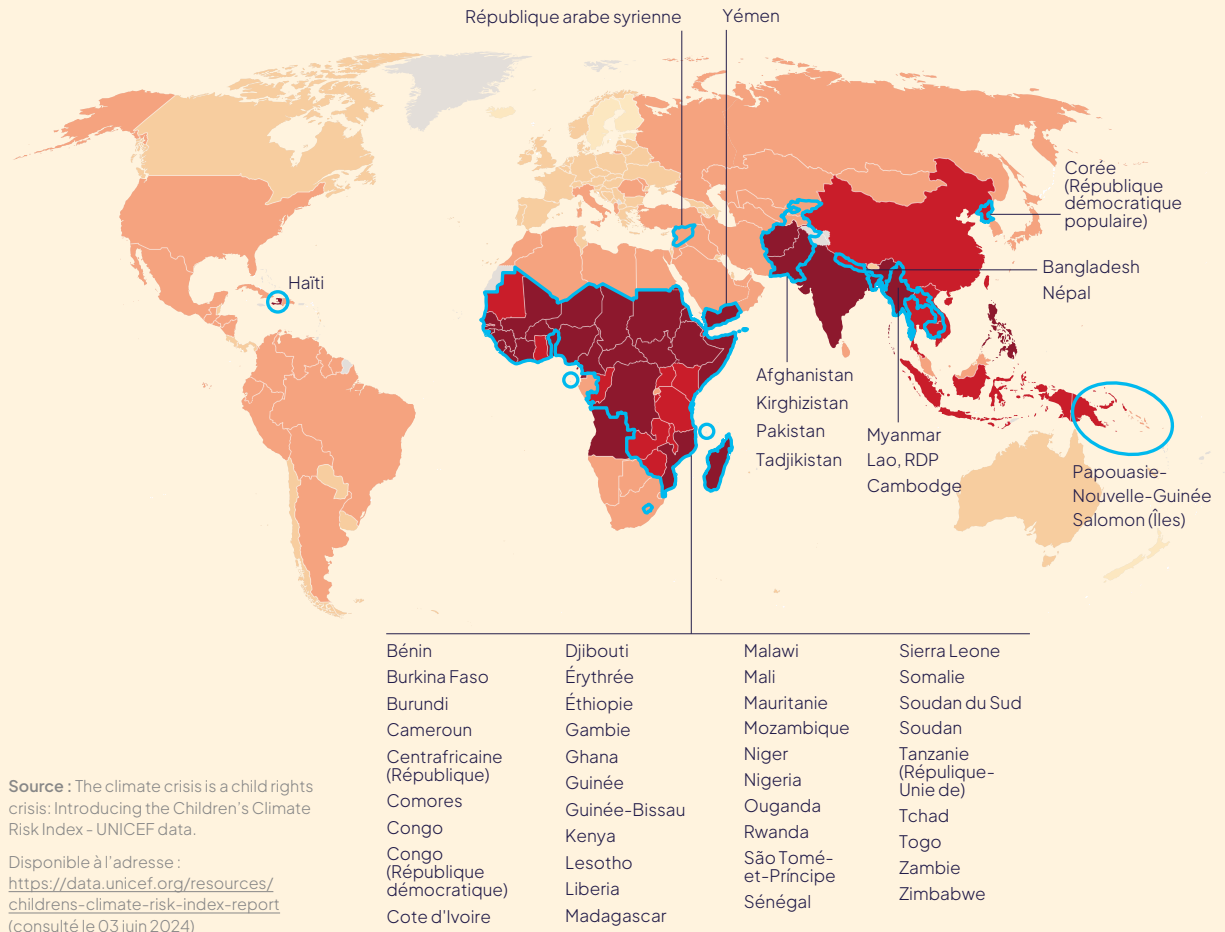 République arabe syrienne
Yémen
Corée
(République
démocratique
populaire)
Bangladesh
Népal
Haïti
Afghanistan
Kirghizistan
Pakistan
Tadjikistan
Myanmar
Lao, RDP
Cambodge
Papouasie-
Nouvelle-Guinée
Salomon (Îles)
Bénin
Burkina Faso
Burundi
Cameroun
Centrafricaine
(République)
Comores
Congo
Congo
(République
démocratique)
Cote d'Ivoire
Djibouti
Érythrée
Éthiopie
Gambie
Ghana
Guinée
Guinée-Bissau
Kenya
Lesotho
Liberia
Madagascar
Malawi
Mali
Mauritanie
Mozambique
Niger
Nigeria
Ouganda
Rwanda
São Tomé-
et-Príncipe
Sénégal
Sierra Leone
Somalie
Soudan du Sud
Soudan
Tanzanie
(Répulique-
Unie de)
Tchad
Togo
Zambie
Zimbabwe
Source : The climate crisis is a child rights
crisis: Introducing the Children's Climate
Risk Index - UNICEF data.
Disponible à l'adresse :
https://data.unicef.org/resources/
childrens-climate-risk-index-report
(consulté le 03 juin 2024)